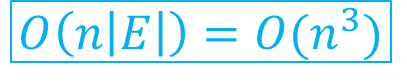 O(n|E|) = O(n³)